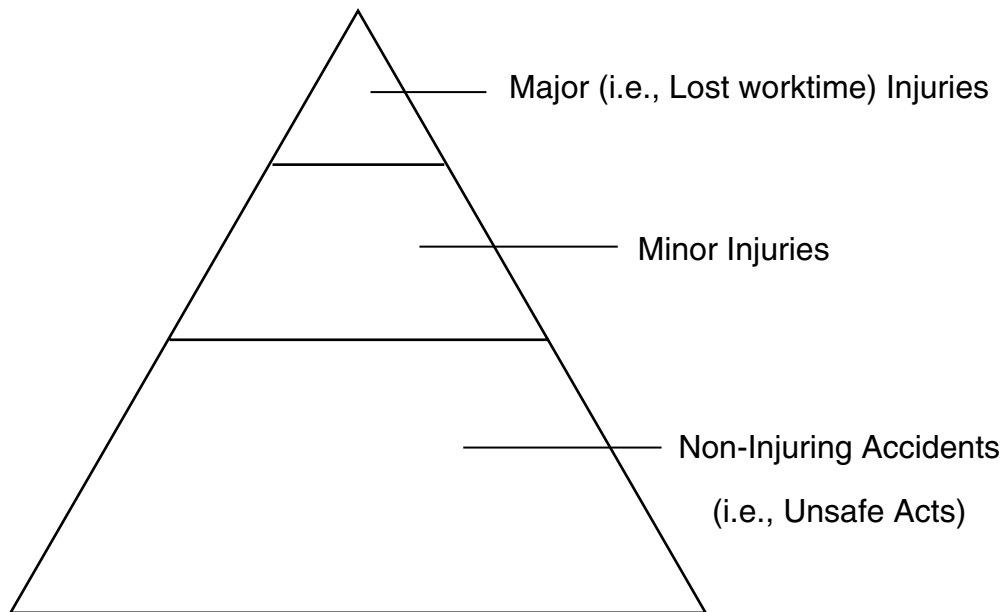 Major (i.e., Lost worktime) Injuries
Minor Injuries
Non-Injuring Accidents
(i.e., Unsafe Acts)